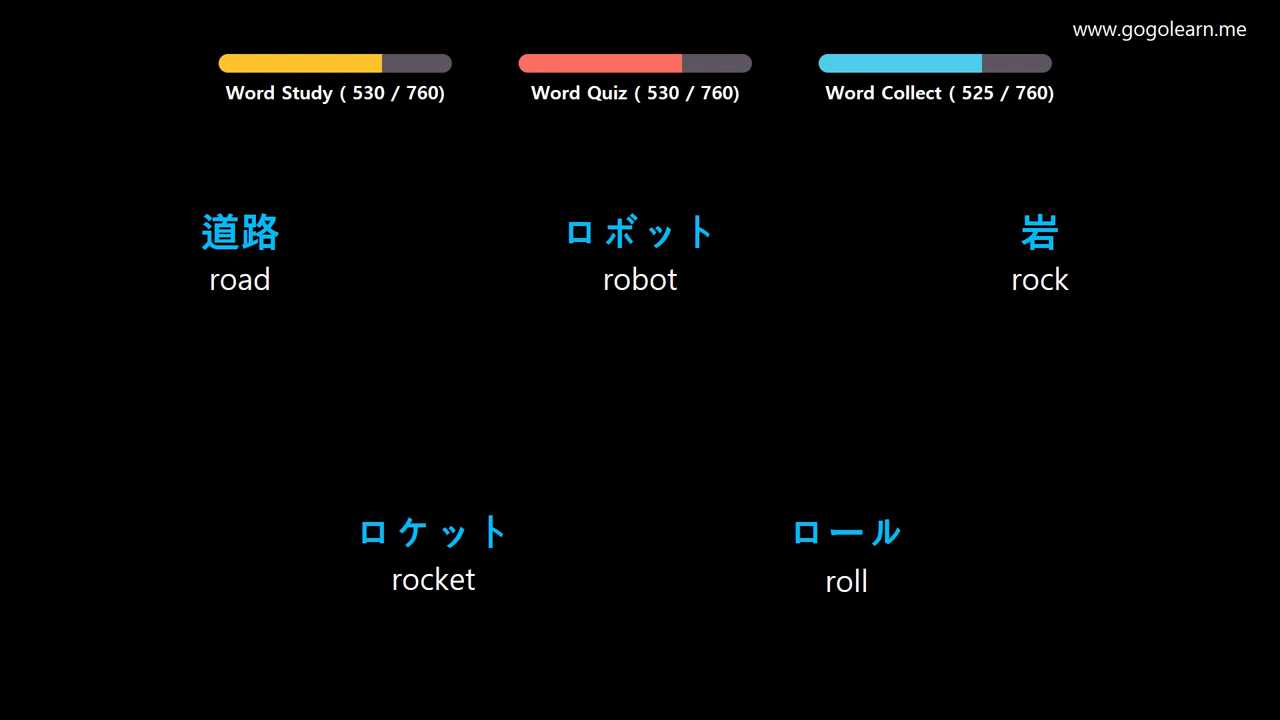 www.gogolearn.me
Word Study ( 530 / 760)
Word Quiz ( 530 / 760)
Word Collect ( 525 / 760)
道路
road
ロボット
robot
岩
rock
ロケット
rocket
ロール
roll